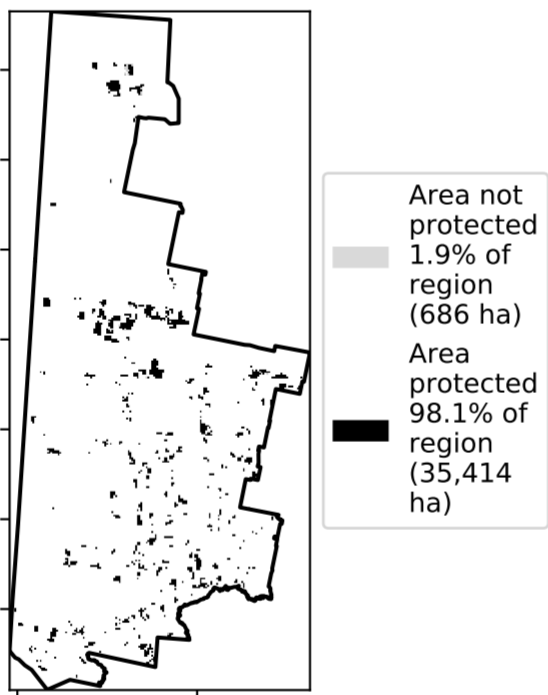 Area not
protected
1.9% of
region
(686 ha)
Area
protected
98.1% of
region
(35,414
ha)